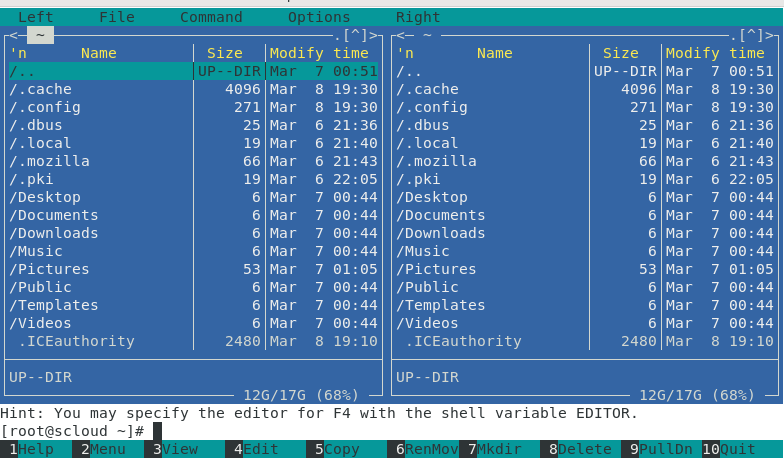 Left File Command Options Right
<─ ~ .[^]> <─ ~ .[^]>
'n Name Size Modify time 'n Name Size Modify time
/.. UP--DIR Mar 7 00:51 /.. UP--DIR Mar 7 00:51
/.cache 4096 Mar 8 19:30 /.cache 4096 Mar 8 19:30
/.config 271 Mar 8 19:30 /.config 271 Mar 8 19:30
/.dbus 25 Mar 6 21:36 /.dbus 25 Mar 6 21:36
/.local 19 Mar 6 21:40 /.local 19 Mar 6 21:40
/.mozilla 66 Mar 6 21:43 /.mozilla 66 Mar 6 21:43
/.pki 19 Mar 6 22:05 /.pki 19 Mar 6 22:05
/Desktop 6 Mar 7 00:44 /Desktop 6 Mar 7 00:44
/Documents 6 Mar 7 00:44 /Documents 6 Mar 7 00:44
/Downloads 6 Mar 7 00:44 /Downloads 6 Mar 7 00:44
/Music 6 Mar 7 00:44 /Music 6 Mar 7 00:44
/Pictures 53 Mar 7 01:05 /Pictures 53 Mar 7 01:05
/Public 6 Mar 7 00:44 /Public 6 Mar 7 00:44
/Templates 6 Mar 7 00:44 /Templates 6 Mar 7 00:44
/Videos 6 Mar 7 00:44 /Videos 6 Mar 7 00:44
.ICEauthority 2480 Mar 8 19:10 .ICEauthority 2480 Mar 8 19:10
UP--DIR UP--DIR
12G/17G (68%) 12G/17G (68%)
Hint: You may specify the editor for F4 with the shell variable EDITOR.
[root@scloud ~]#
1Help 2Menu 3View 4Edit 5Copy 6RenMov 7Mkdir 8Delete 9PullDn 10Quit